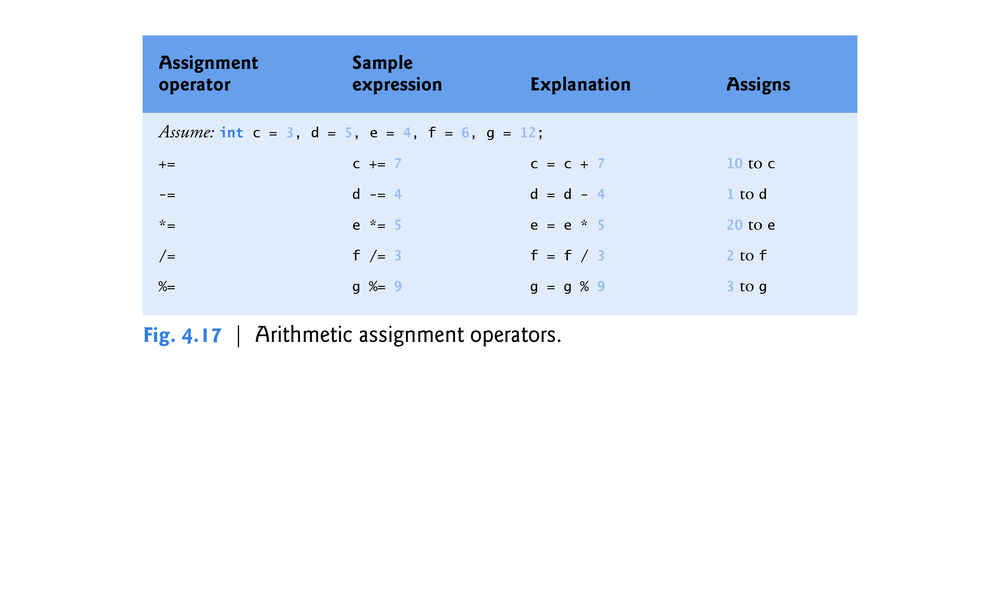 Assignment operator Sample expression Explanation Assigns
Assume: int c = 3, d = 5, e = 4, f = 6, g = 12;
+= c += 7 c = c + 7 10 to c
-= d -= 4 d = d - 4 1 to d
*= e *= 5 e = e * 5 20 to e
/= f /= 3 f = f / 3 2 to f
%= g %= 9 g = g % 9 3 to g
Fig. 4.17 | Arithmetic assignment operators.